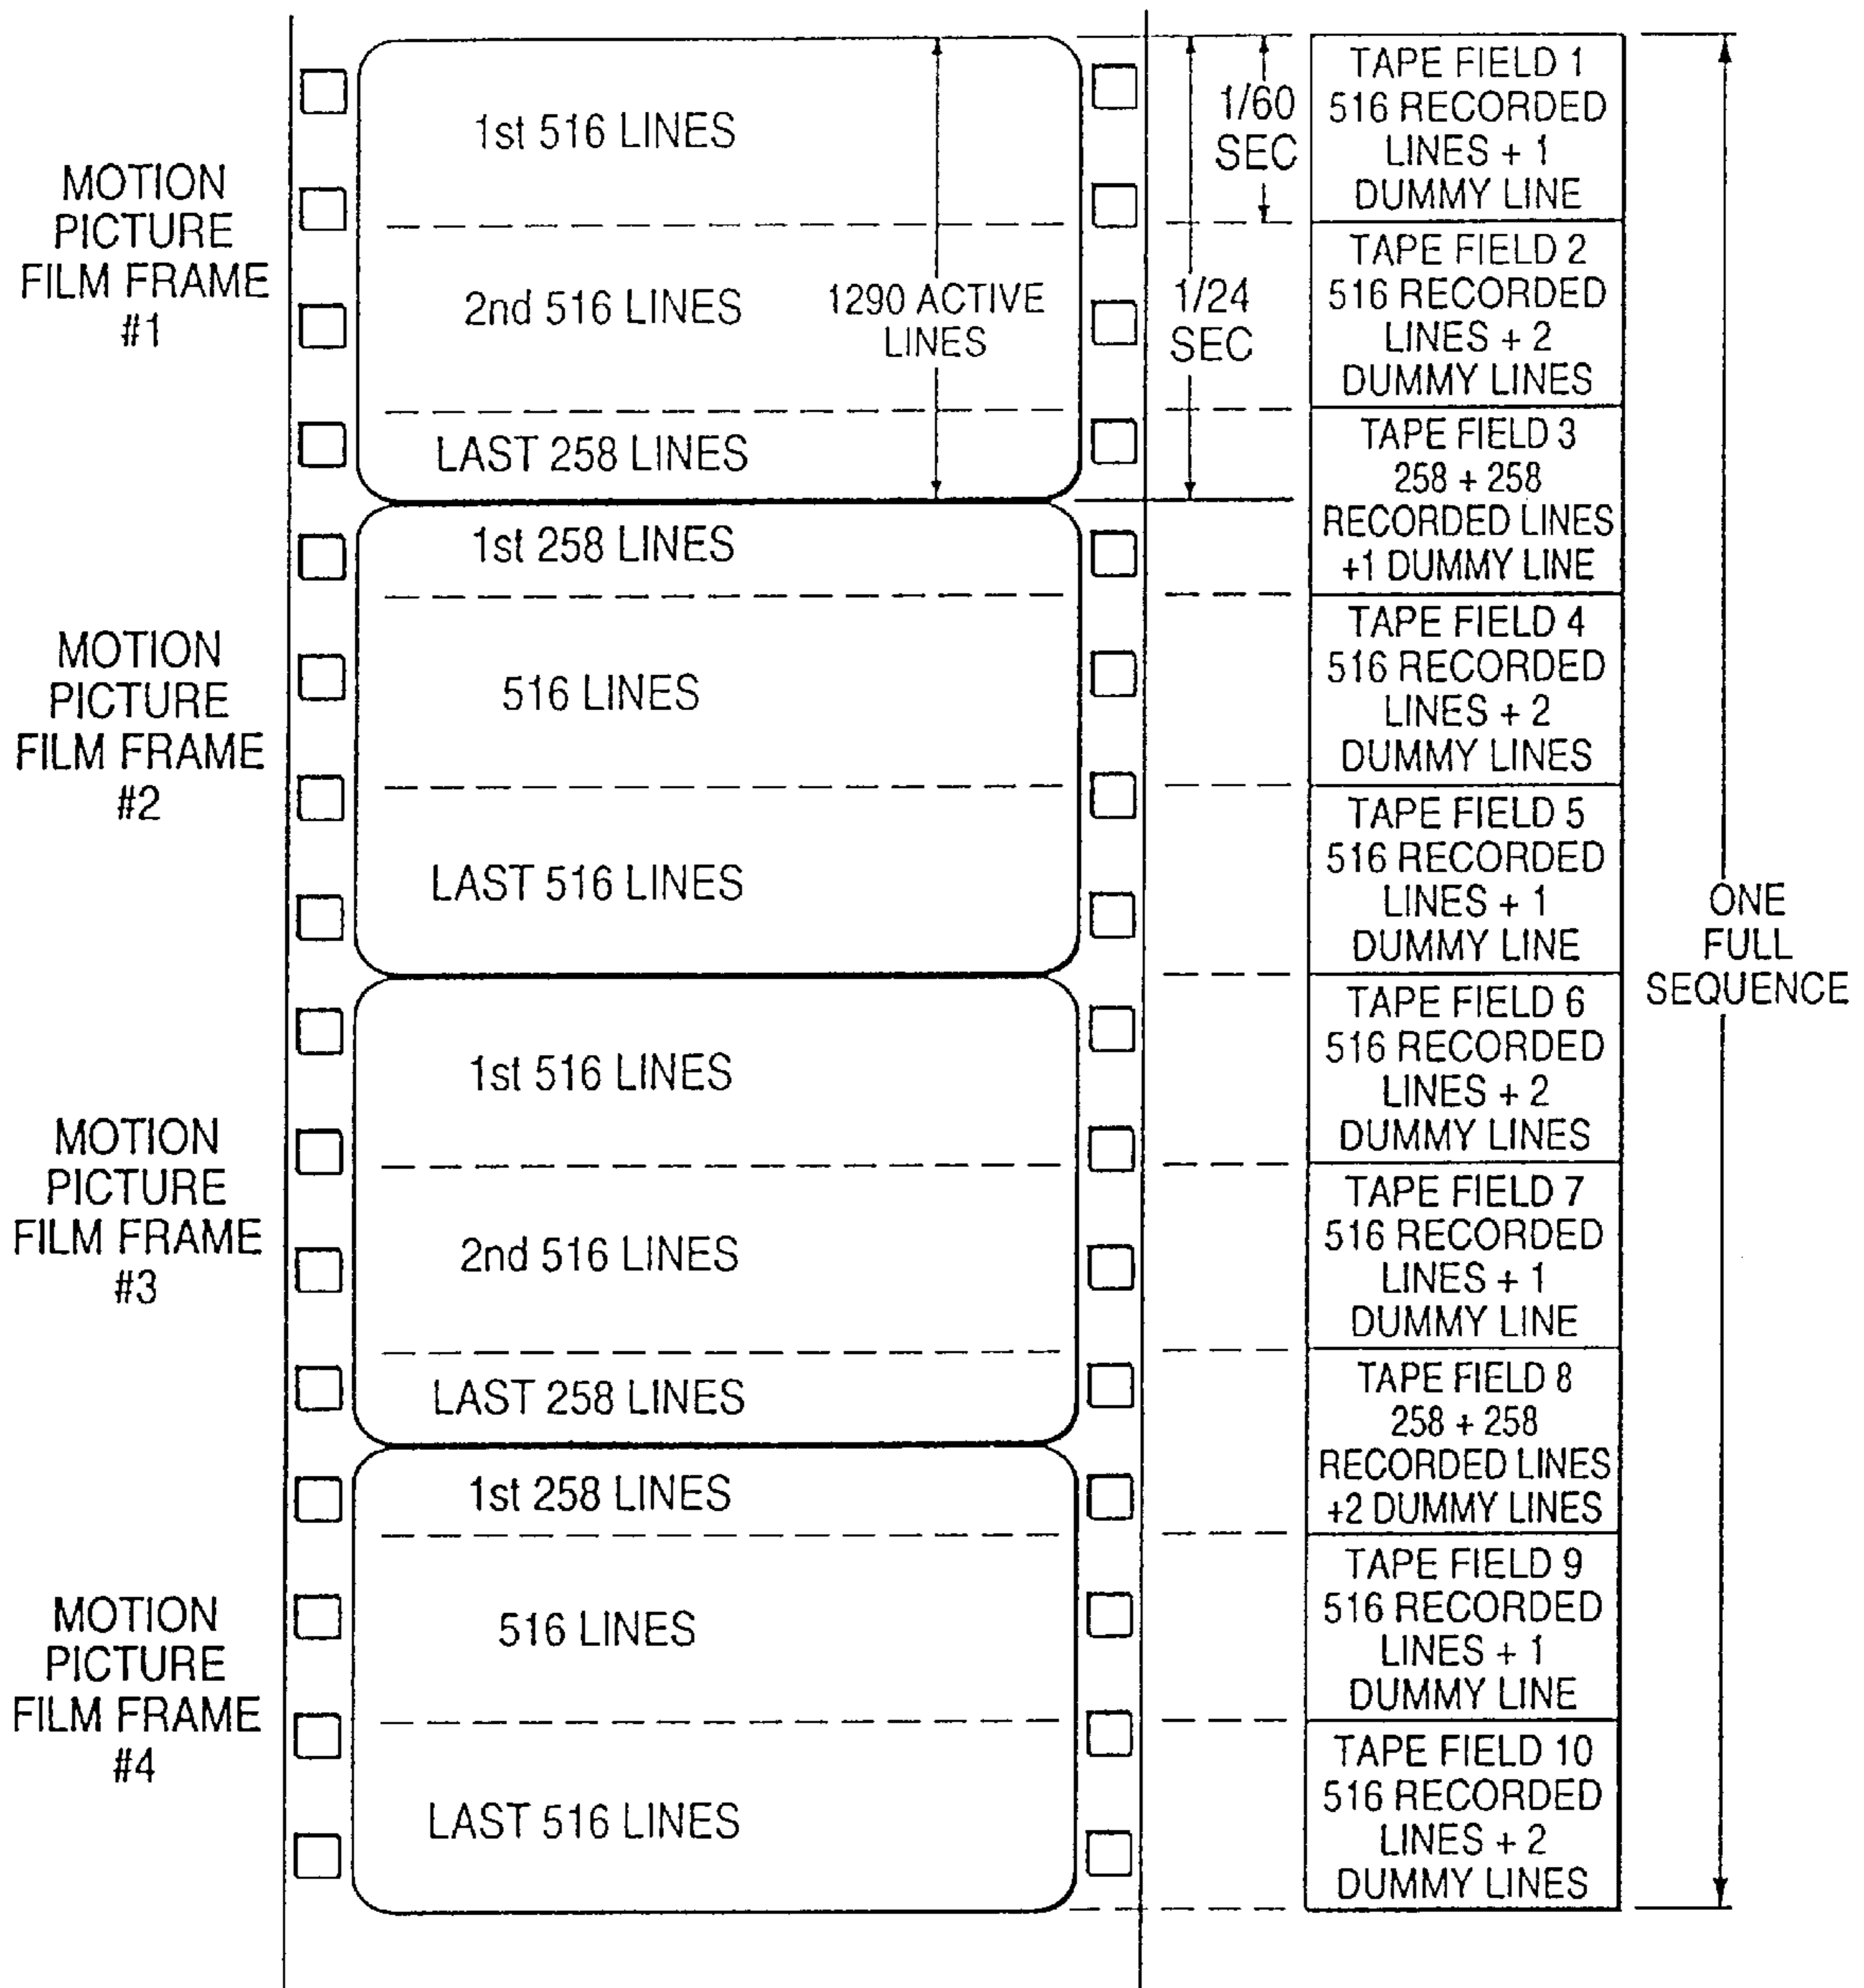 MOTION
PICTURE
FILM FRAME
#1
1st 516 LINES
2nd 516 LINES
LAST 258 LINES
1290 ACTIVE
LINES
1/24
SEC
1/60
SEC
TAPE FIELD 1
516 RECORDED
LINES + 1
DUMMY LINE
TAPE FIELD 2
516 RECORDED
LINES + 2
DUMMY LINES
TAPE FIELD 3
258 + 258
RECORDED LINES
+1 DUMMY LINE
MOTION
PICTURE
FILM FRAME
#2
1st 258 LINES
516 LINES
LAST 516 LINES
TAPE FIELD 4
516 RECORDED
LINES + 2
DUMMY LINES
TAPE FIELD 5
516 RECORDED
LINES + 1
DUMMY LINE
ONE
FULL
SEQUENCE
MOTION
PICTURE
FILM FRAME
#3
1st 516 LINES
2nd 516 LINES
LAST 258 LINES
TAPE FIELD 6
516 RECORDED
LINES + 2
DUMMY LINES
TAPE FIELD 7
516 RECORDED
LINES + 1
DUMMY LINE
TAPE FIELD 8
258 + 258
RECORDED LINES
+2 DUMMY LINES
MOTION
PICTURE
FILM FRAME
#4
1st 258 LINES
516 LINES
LAST 516 LINES
TAPE FIELD 9
516 RECORDED
LINES + 1
DUMMY LINE
TAPE FIELD 10
516 RECORDED
LINES + 2
DUMMY LINES